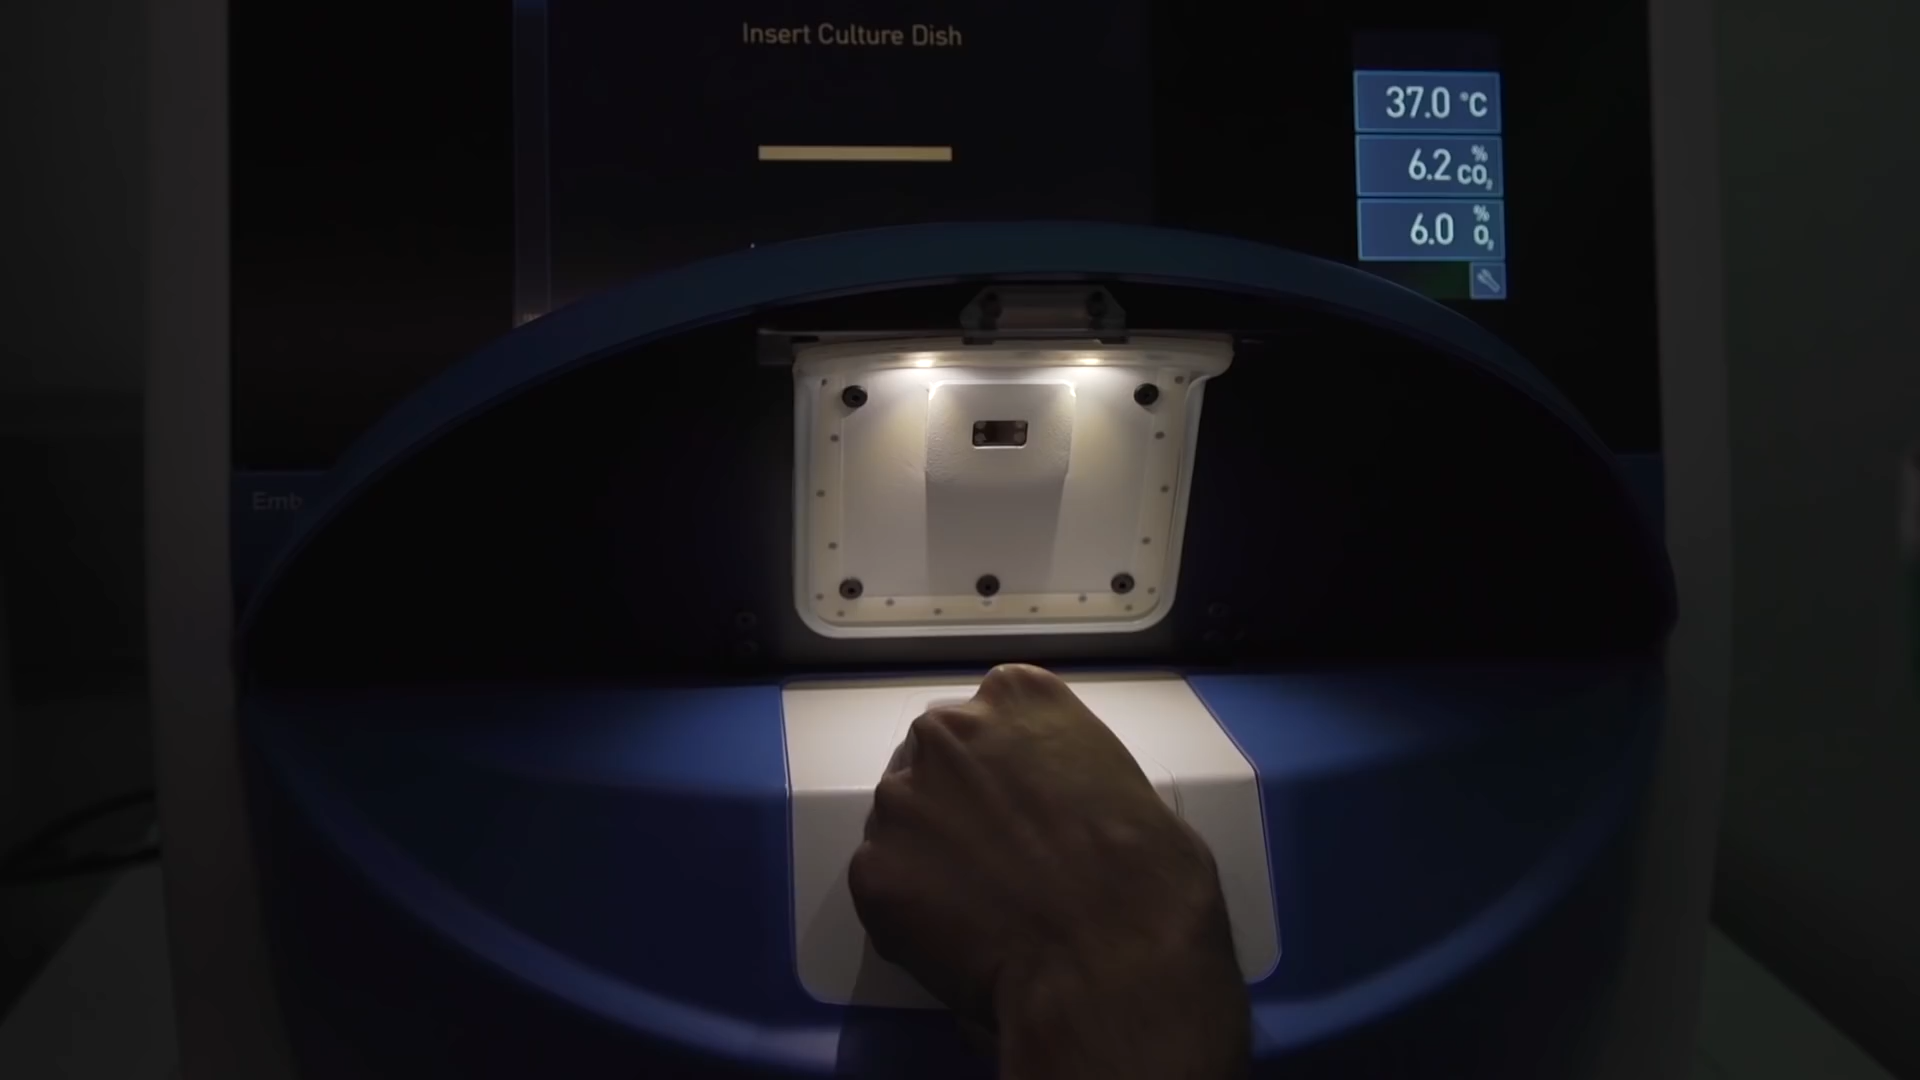 Insert Culture Dish
37.0 °C
6.2 % CO₂
6.0 % O₂
Emb